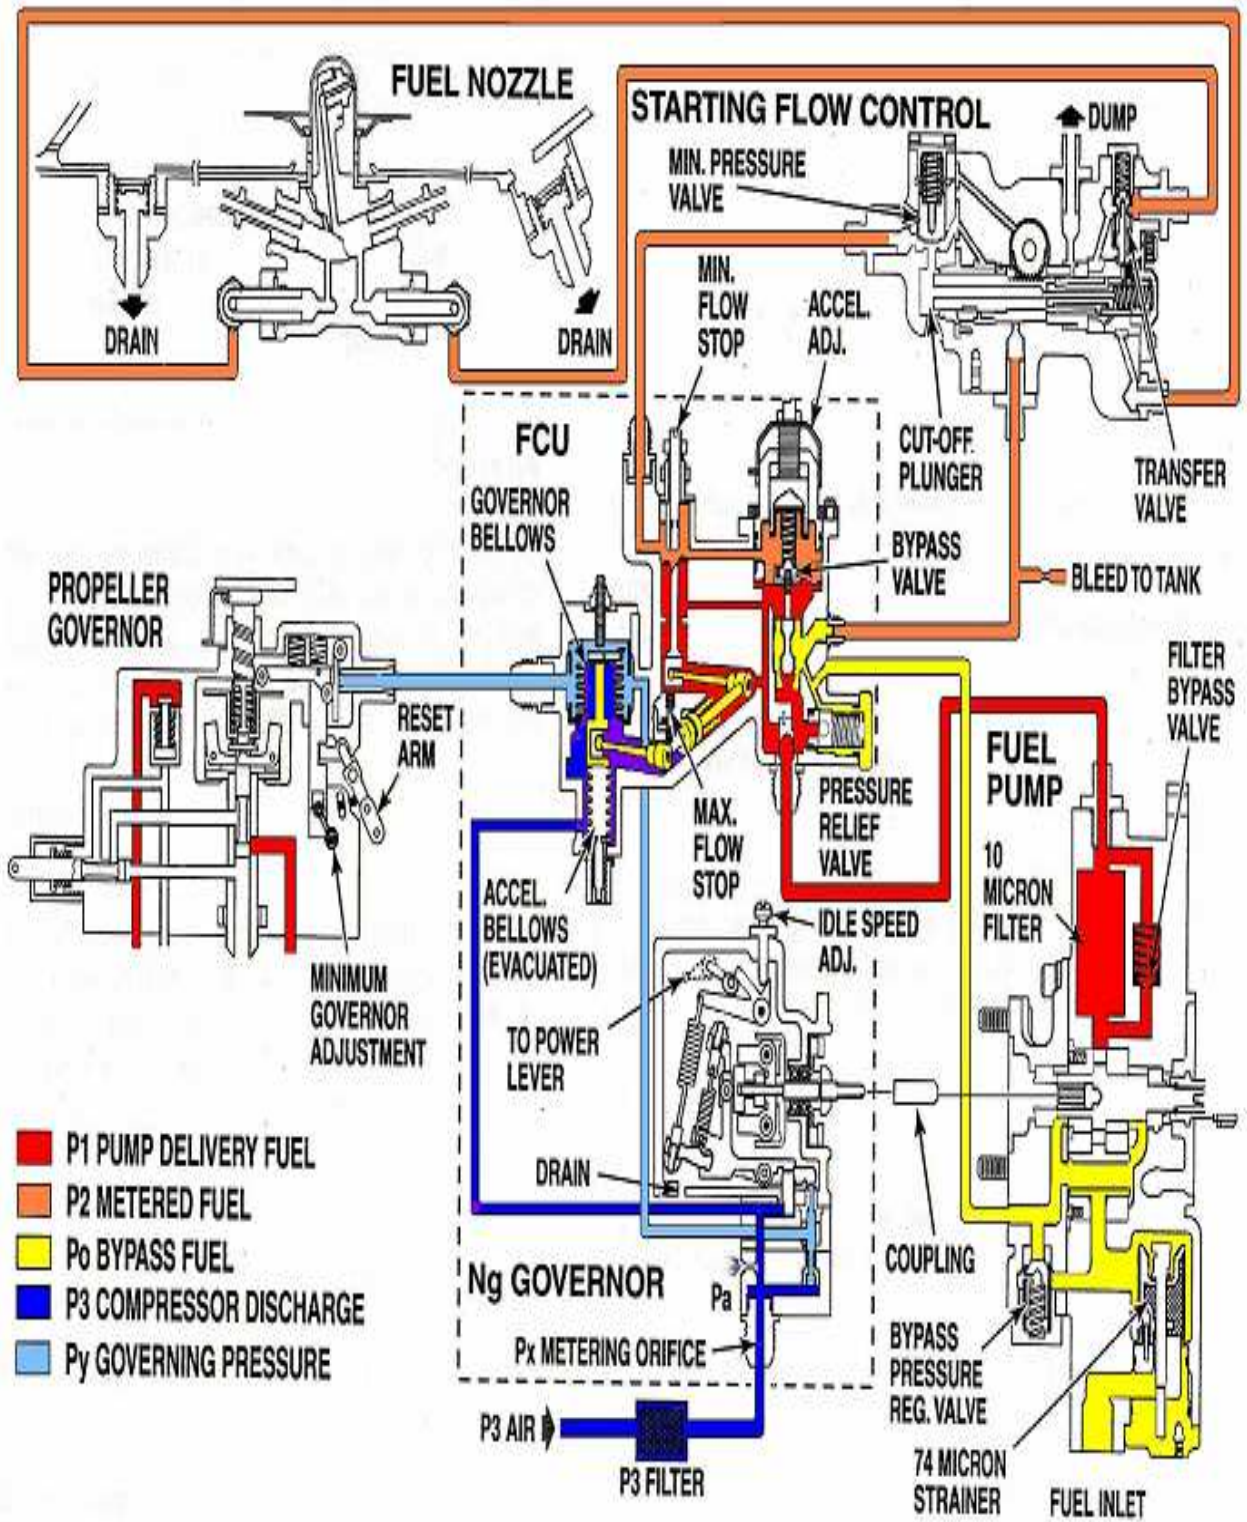 FUEL NOZZLE
STARTING FLOW CONTROL
DUMP
MIN. PRESSURE
VALVE
MIN.
FLOW
STOP
ACCEL.
ADJ.
DRAIN
DRAIN
FCU
CUT-OFF
PLUNGER
TRANSFER
VALVE
GOVERNOR
BELLOWS
BYPASS
VALVE
BLEED TO TANK
PROPELLER
GOVERNOR
FILTER
BYPASS
VALVE
RESET
ARM
FUEL
PUMP
PRESSURE
RELIEF
VALVE
MAX.
FLOW
STOP
10
MICRON
FILTER
ACCEL.
BELLOWS
(EVACUATED)
IDLE SPEED
ADJ.
MINIMUM
GOVERNOR
ADJUSTMENT
TO POWER
LEVER
P1 PUMP DELIVERY FUEL
P2 METERED FUEL
Po BYPASS FUEL
P3 COMPRESSOR DISCHARGE
Py GOVERNING PRESSURE
DRAIN
COUPLING
Ng GOVERNOR
Pa
Px METERING ORIFICE
BYPASS
PRESSURE
REG. VALVE
P3 AIR
P3 FILTER
74 MICRON
STRAINER
FUEL INLET